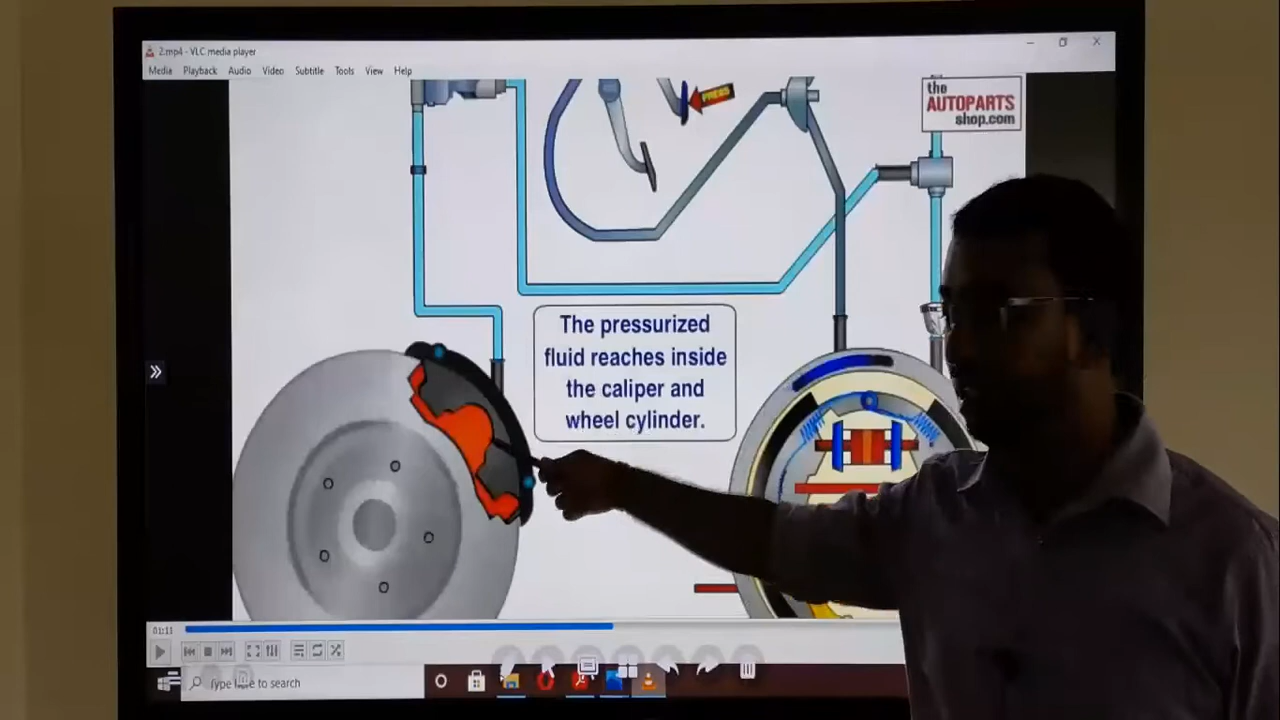 2.mp4 - VLC media player
Media Playback Audio Video Subtitle Tools View Help
PRESS
the
AUTOPARTS
shop.com
The pressurized
fluid reaches inside
the caliper and
wheel cylinder.
01:11
Type here to search